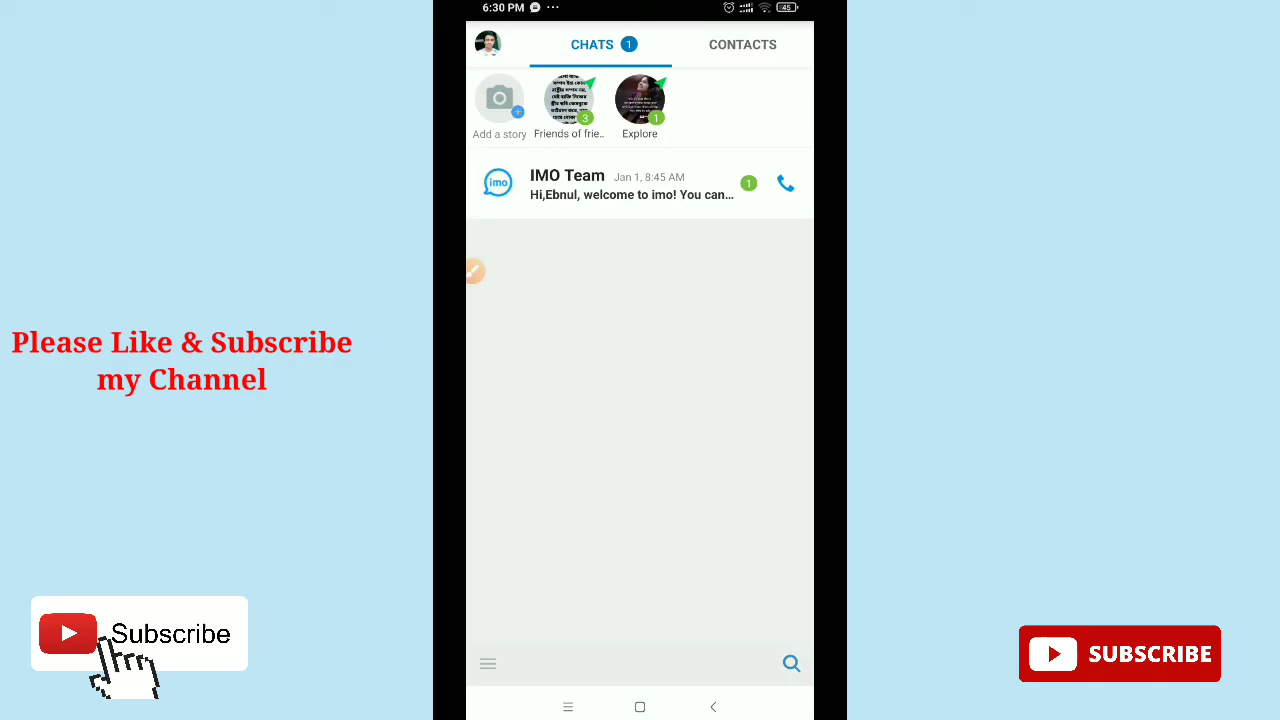 6:30 PM
45
CHATS 1
CONTACTS
3
1
Add a story
Friends of frie..
Explore
imo
IMO Team Jan 1, 8:45 AM
Hi,Ebnul, welcome to imo! You can...
1
Please Like & Subscribe
my Channel
Subscribe
SUBSCRIBE